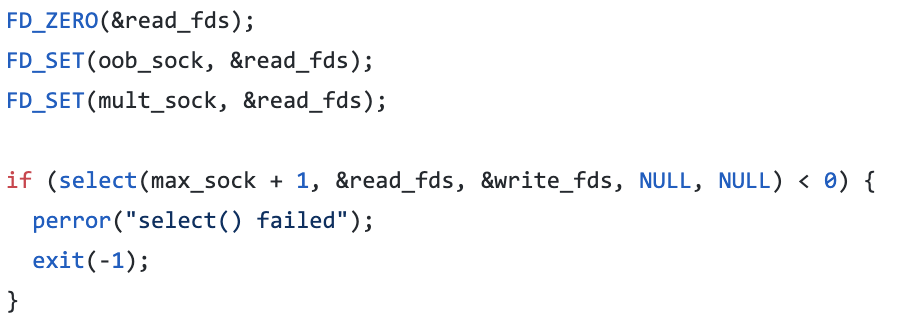 FD_ZERO(&read_fds);
FD_SET(oob_sock, &read_fds);
FD_SET(mult_sock, &read_fds);

if (select(max_sock + 1, &read_fds, &write_fds, NULL, NULL) < 0) {
  perror("select() failed");
  exit(-1);
}